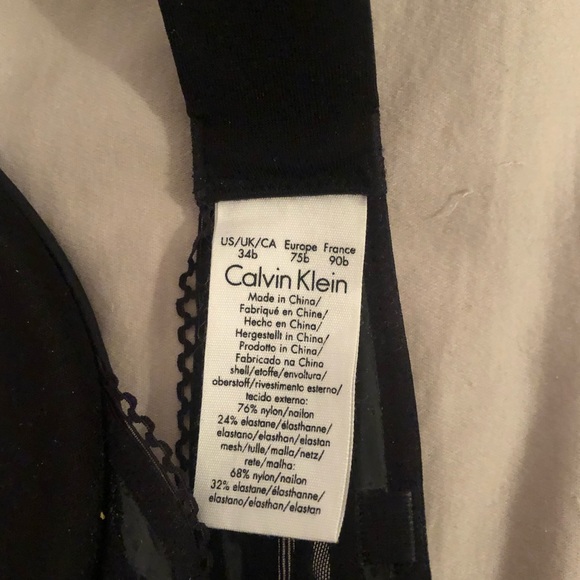 US/UK/CA Europe France
34b 75b 90b
Calvin Klein
Made in China/
Fabriqué en Chine/
Hecho en China/
Hergestellt in China/
Prodotto in China/
Fabricado na China
shell/etoffe/envoltura/
oberstoff/rivestimento esterno/
tecido externo:
76% nylon/nailon
24% elastane/élasthanne/
elastano/elasthan/elastan
mesh/tulle/malla/netz/
rete/malha:
68% nylon/nailon
32% elastane/élasthanne/
elastano/elasthan/elastan